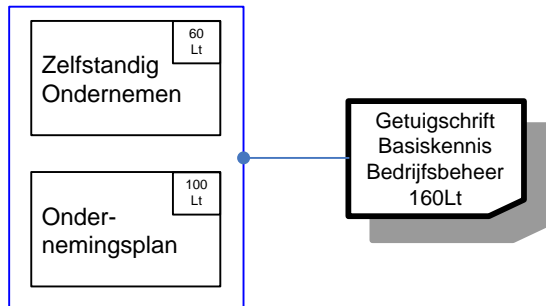 60
Lt
Zelfstandig
Ondernemen
100
Lt
Onder-
nemingsplan
Getuigschrift
Basiskennis
Bedrijfsbeheer
160Lt